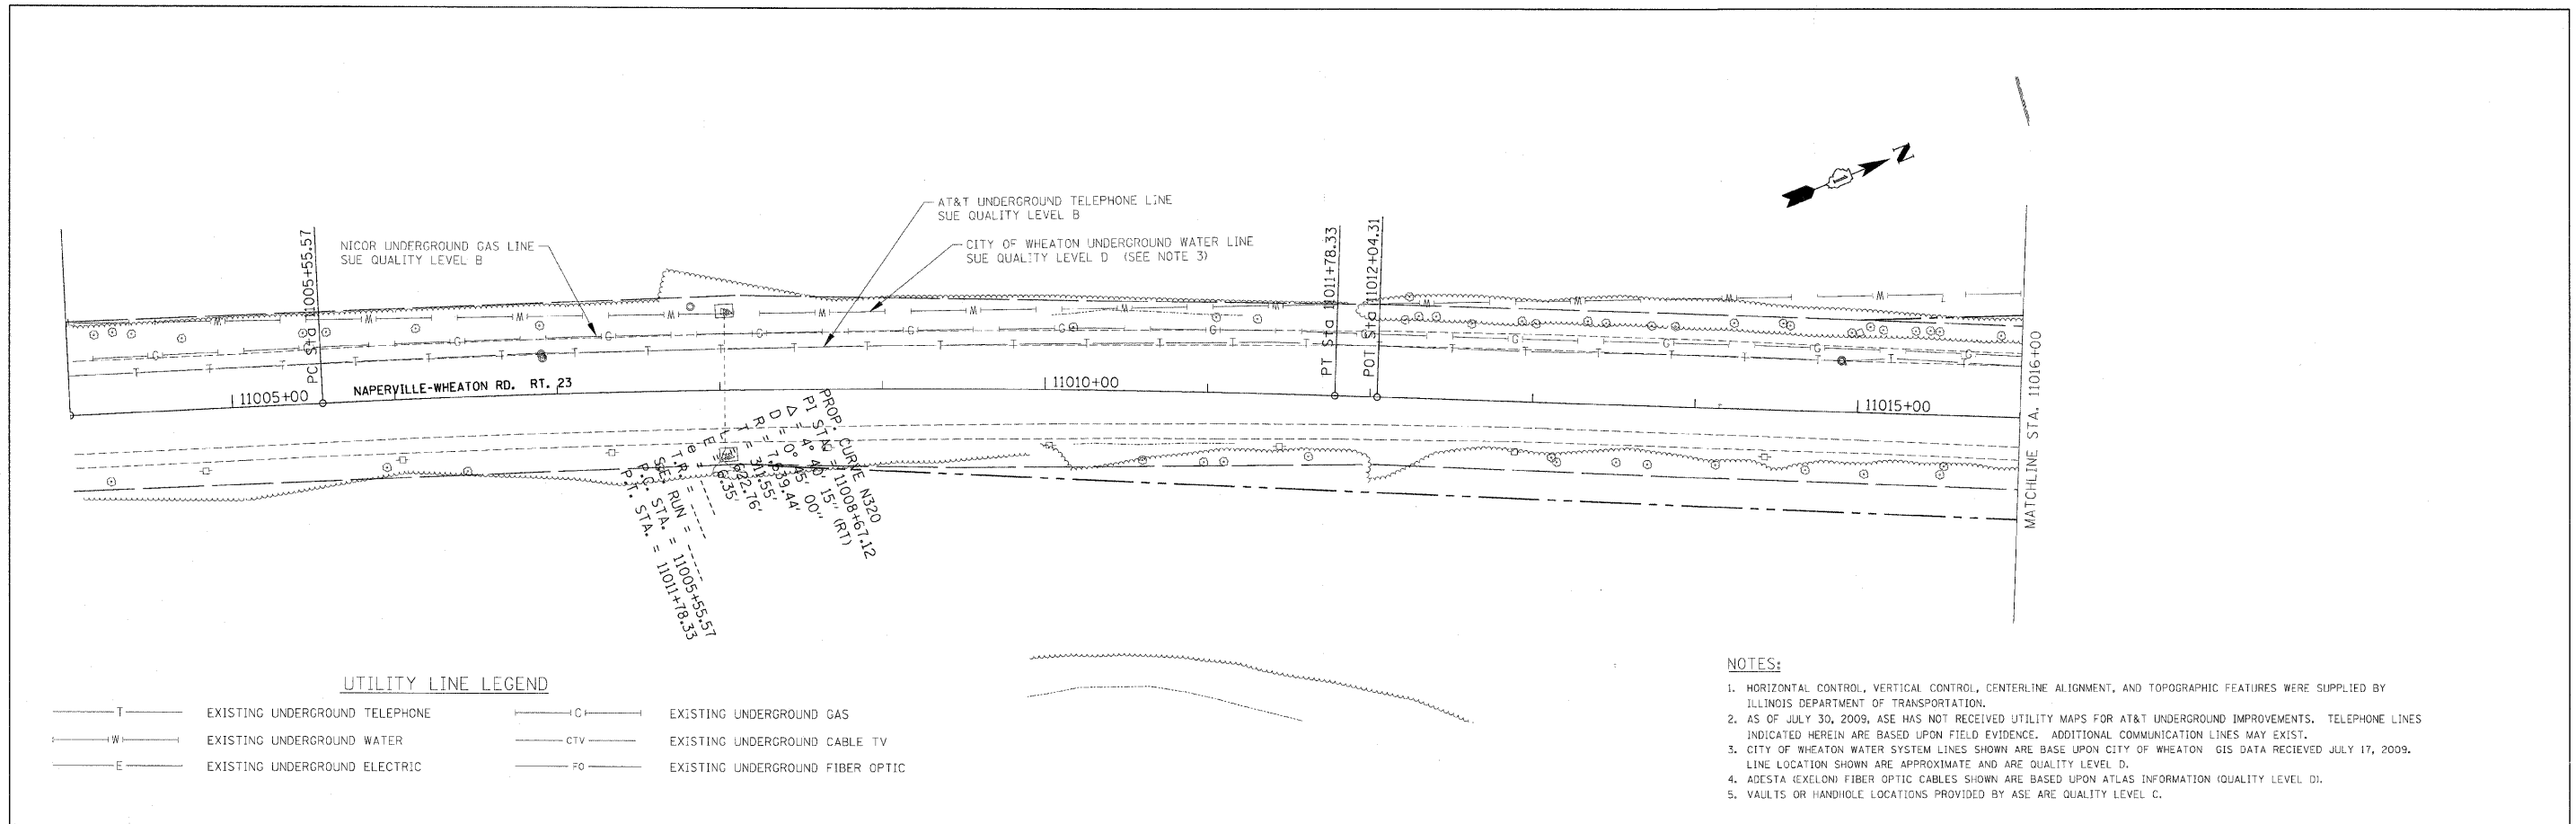 N
AT&T UNDERGROUND TELEPHONE LINE
SUE QUALITY LEVEL B
CITY OF WHEATON UNDERGROUND WATER LINE
SUE QUALITY LEVEL D (SEE NOTE 3)
NICOR UNDERGROUND GAS LINE
SUE QUALITY LEVEL B
PC Sta 11005+55.57
PT Sta 11011+78.33
POT Sta 11012+04.31
11005+00
NAPERVILLE-WHEATON RD. RT. 23
11010+00
11015+00
MATCHLINE STA. 11016+00
PROP. CURVE N320
PI STA. = 11008+67.12
Δ = 4° 40' 15" (RT)
D = 0° 45' 00"
R = 7,639.44'
T = 311.55'
L = 622.76'
E = 6.35'
e = -----
T.R. = -----
S.E. RUN = -----
P.C. STA. = 11005+55.57
P.T. STA. = 11011+78.33
UTILITY LINE LEGEND
T EXISTING UNDERGROUND TELEPHONE
W EXISTING UNDERGROUND WATER
E EXISTING UNDERGROUND ELECTRIC
G EXISTING UNDERGROUND GAS
CTV EXISTING UNDERGROUND CABLE TV
FO EXISTING UNDERGROUND FIBER OPTIC
NOTES:
1. HORIZONTAL CONTROL, VERTICAL CONTROL, CENTERLINE ALIGNMENT, AND TOPOGRAPHIC FEATURES WERE SUPPLIED BY
ILLINOIS DEPARTMENT OF TRANSPORTATION.
2. AS OF JULY 30, 2009, ASE HAS NOT RECEIVED UTILITY MAPS FOR AT&T UNDERGROUND IMPROVEMENTS. TELEPHONE LINES
INDICATED HEREIN ARE BASED UPON FIELD EVIDENCE. ADDITIONAL COMMUNICATION LINES MAY EXIST.
3. CITY OF WHEATON WATER SYSTEM LINES SHOWN ARE BASE UPON CITY OF WHEATON GIS DATA RECIEVED JULY 17, 2009.
LINE LOCATION SHOWN ARE APPROXIMATE AND ARE QUALITY LEVEL D.
4. ADESTA (EXELON) FIBER OPTIC CABLES SHOWN ARE BASED UPON ATLAS INFORMATION (QUALITY LEVEL D).
5. VAULTS OR HANDHOLE LOCATIONS PROVIDED BY ASE ARE QUALITY LEVEL C.